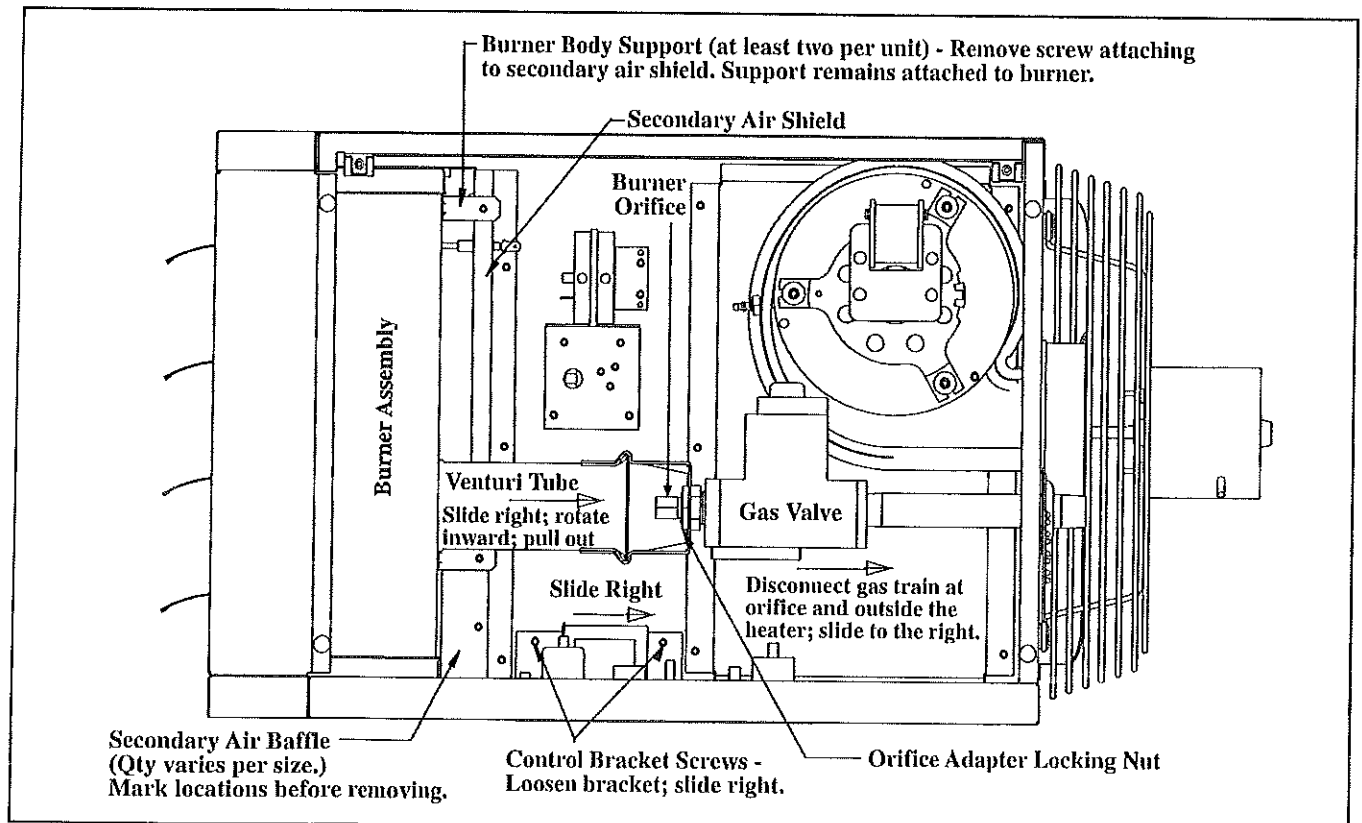 Burner Body Support (at least two per unit) - Remove screw attaching
to secondary air shield. Support remains attached to burner.
Secondary Air Shield
Burner
Orifice
Burner Assembly
Venturi Tube
Slide right; rotate
inward; pull out
Gas Valve
Slide Right
Disconnect gas train at
orifice and outside the
heater; slide to the right.
Secondary Air Baffle
(Qty varies per size.)
Mark locations before removing.
Control Bracket Screws -
Loosen bracket; slide right.
Orifice Adapter Locking Nut